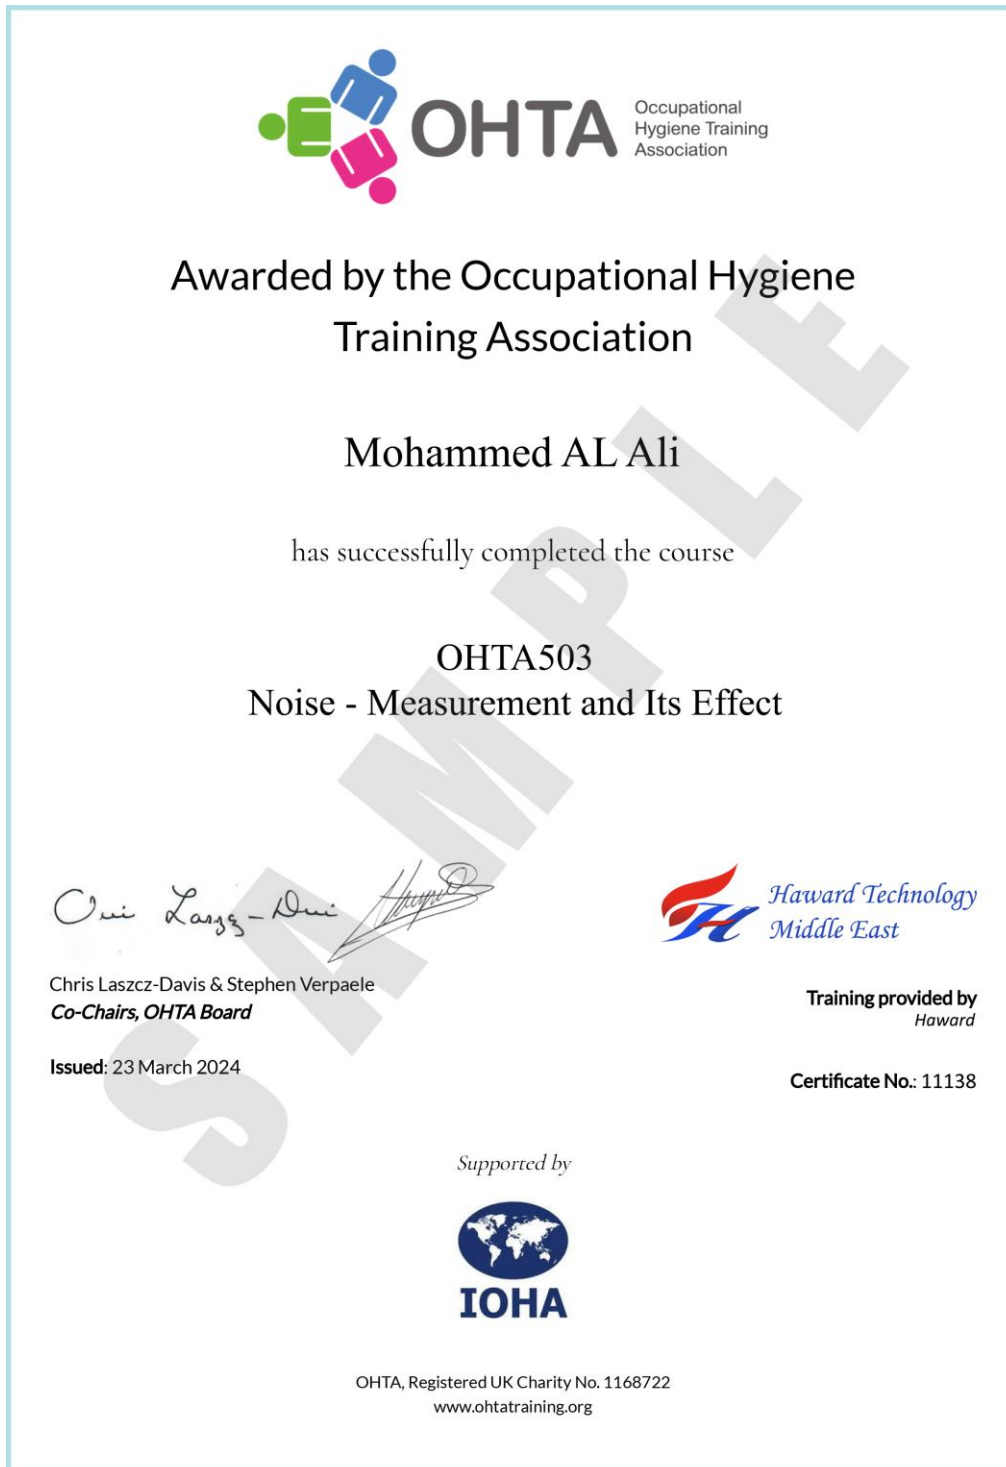 OHTA
Occupational
Hygiene Training
Association
Awarded by the Occupational Hygiene
Training Association
Mohammed AL Ali
has successfully completed the course
OHTA503
Noise - Measurement and Its Effect
SAMPLE
Haward Technology
Middle East
Chris Laszcz-Davis & Stephen Verpaele
Co-Chairs, OHTA Board
Issued: 23 March 2024
Training provided by
Haward
Certificate No.: 11138
Supported by
IOHA
OHTA, Registered UK Charity No. 1168722
www.ohtatraining.org